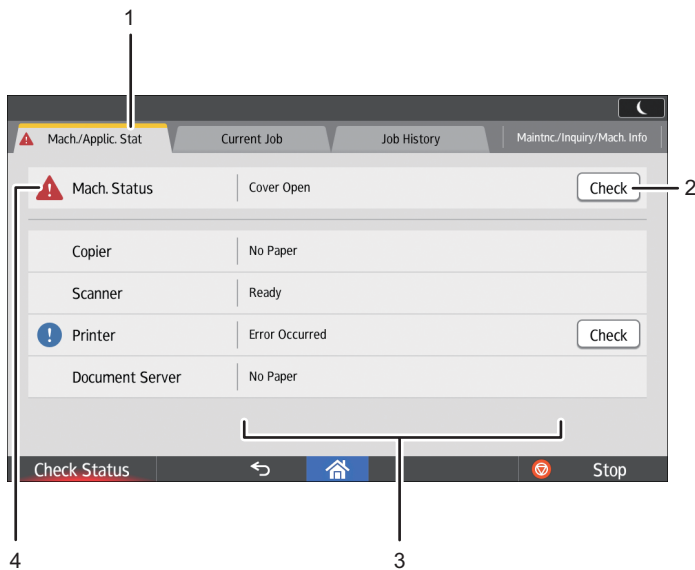 1
Mach./Applic. Stat Current Job Job History Maintnc./Inquiry/Mach. Info
Mach. Status Cover Open Check 2
Copier No Paper
Scanner Ready
Printer Error Occurred Check
Document Server No Paper
Check Status Stop
4 3